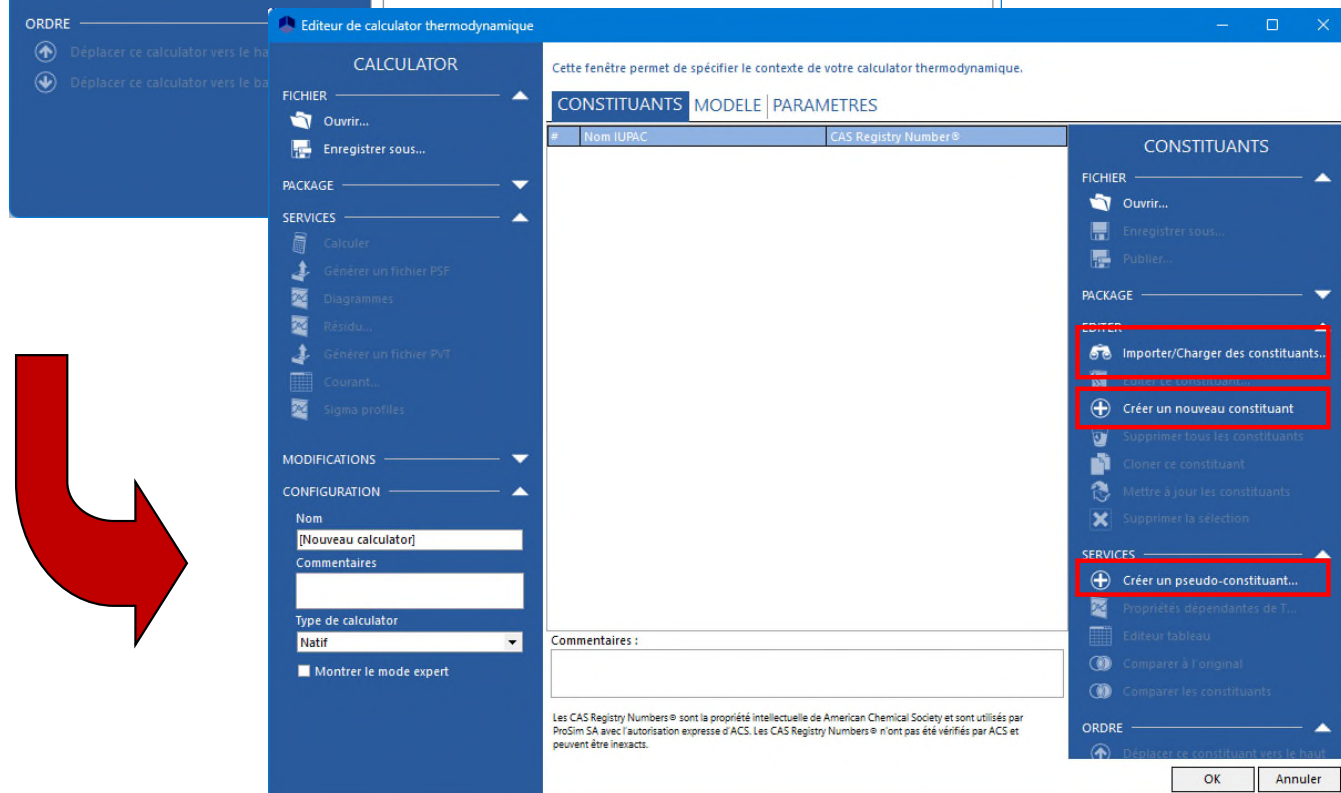 ORDRE
Déplacer ce calculator vers le ha
Déplacer ce calculator vers le ba
Editeur de calculator thermodynamique
CALCULATOR
FICHIER
Ouvrir...
Enregistrer sous...
PACKAGE
SERVICES
Calculer
Générer un fichier PSF
Diagrammes
Résidu...
Générer un fichier PVT
Courant...
Sigma profiles
MODIFICATIONS
CONFIGURATION
Nom
[Nouveau calculator]
Commentaires
Type de calculator
Natif
Montrer le mode expert
Cette fenêtre permet de spécifier le contexte de votre calculator thermodynamique.
CONSTITUANTS MODELE PARAMETRES
# Nom IUPAC CAS Registry Number®
Commentaires :
Les CAS Registry Numbers® sont la propriété intellectuelle de American Chemical Society et sont utilisés par
ProSim SA avec l'autorisation expresse d'ACS. Les CAS Registry Numbers® n'ont pas été vérifiés par ACS et
peuvent être inexacts.
CONSTITUANTS
FICHIER
Ouvrir...
Enregistrer sous...
Publier...
PACKAGE
EDITER
Importer/Charger des constituants..
Editer ce constituant...
Créer un nouveau constituant
Supprimer tous les constituants
Cloner ce constituant
Mettre à jour les constituants
Supprimer la sélection
SERVICES
Créer un pseudo-constituant...
Propriétés dépendantes de T...
Editeur tableau
Comparer à l'original
Comparer les constituants
ORDRE
Déplacer ce constituant vers le haut
OK Annuler